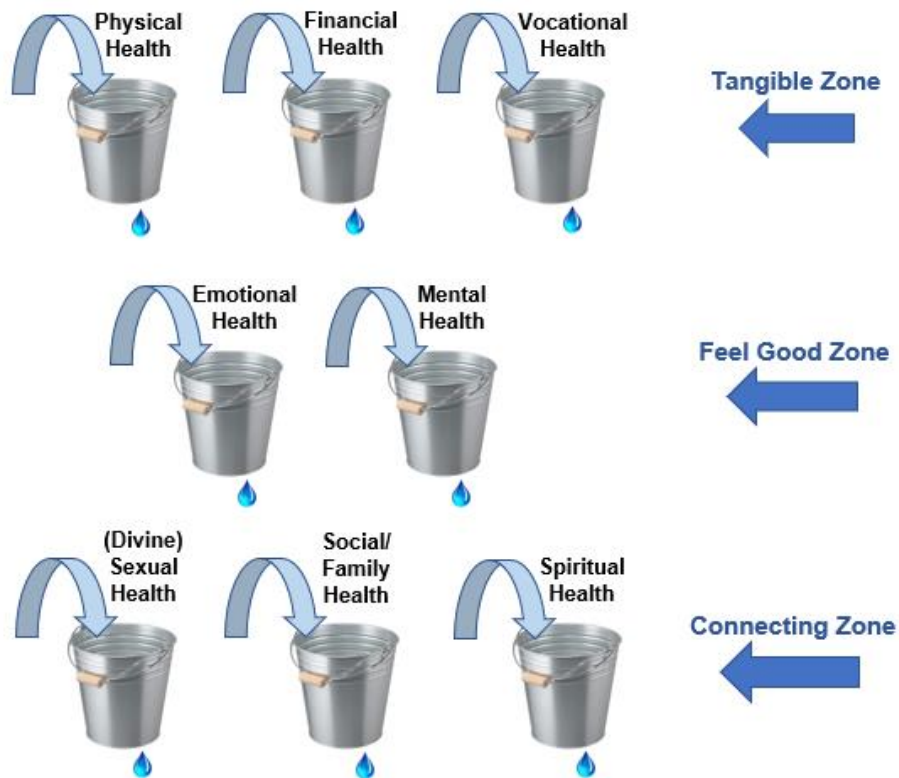 Physical
Health
Financial
Health
Vocational
Health
Tangible Zone
Emotional
Health
Mental
Health
Feel Good Zone
(Divine)
Sexual
Health
Social/
Family
Health
Spiritual
Health
Connecting Zone